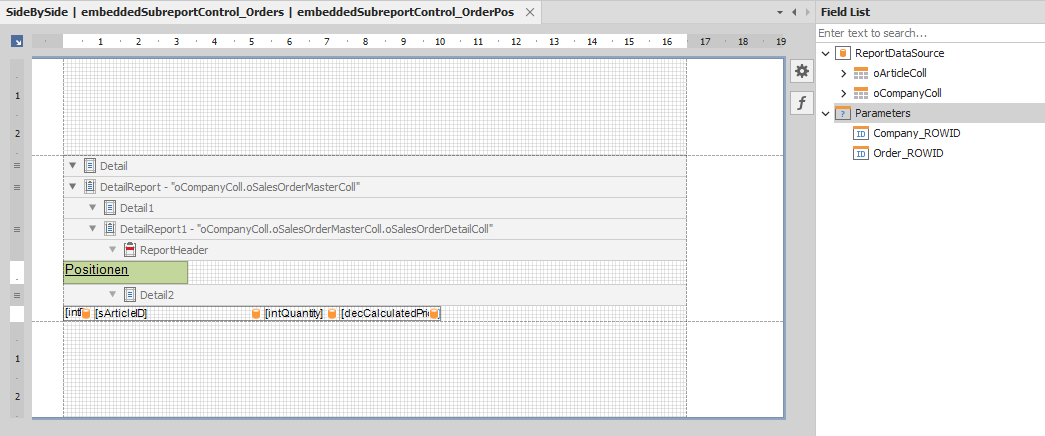 SideBySide | embeddedSubreportControl_Orders | embeddedSubreportControl_OrderPos
Field List
Enter text to search...
1 2 3 4 5 6 7 8 9 10 11 12 13 14 15 16 17 18 19
ReportDataSource
oArticleColl
oCompanyColl
Parameters
Company_ROWID
Order_ROWID
1
2
Detail
DetailReport - "oCompanyColl.oSalesOrderMasterColl"
Detail1
DetailReport1 - "oCompanyColl.oSalesOrderMasterColl.oSalesOrderDetailColl"
ReportHeader
Positionen
Detail2
[sArticleID] [intQuantity] [decCalculatedPri
1
2